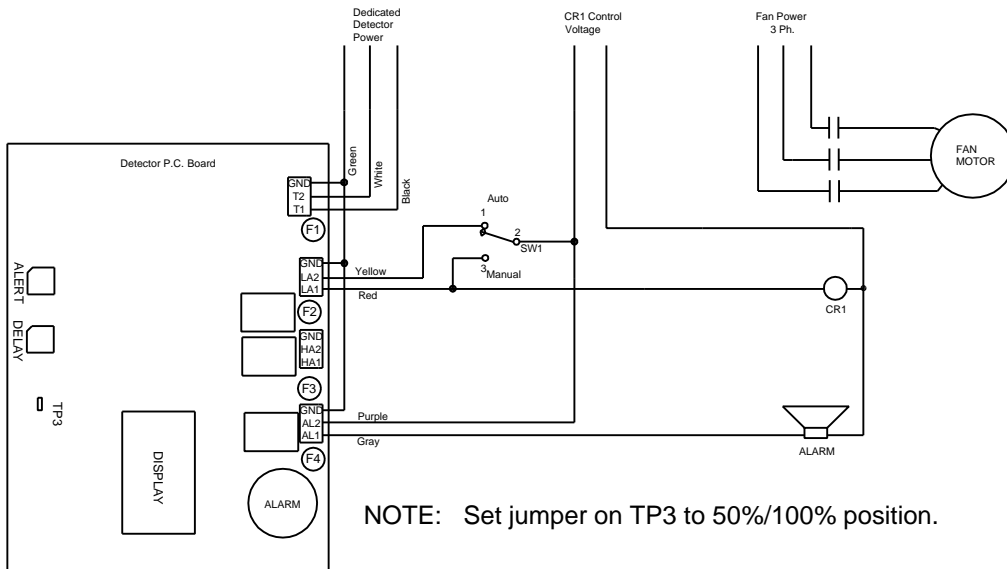 Dedicated
Detector
Power
CR1 Control
Voltage
Fan Power
3 Ph.
Detector P.C. Board
Green
White
Black
FAN
MOTOR
GND
T2
T1
F1
Auto
1
2
SW1
3
Manual
GND
LA2
LA1
Yellow
Red
F2
CR1
ALERT
DELAY
TP3
GND
HA2
HA1
F3
GND
AL2
AL1
Purple
Gray
F4
ALARM
DISPLAY
ALARM
NOTE: Set jumper on TP3 to 50%/100% position.